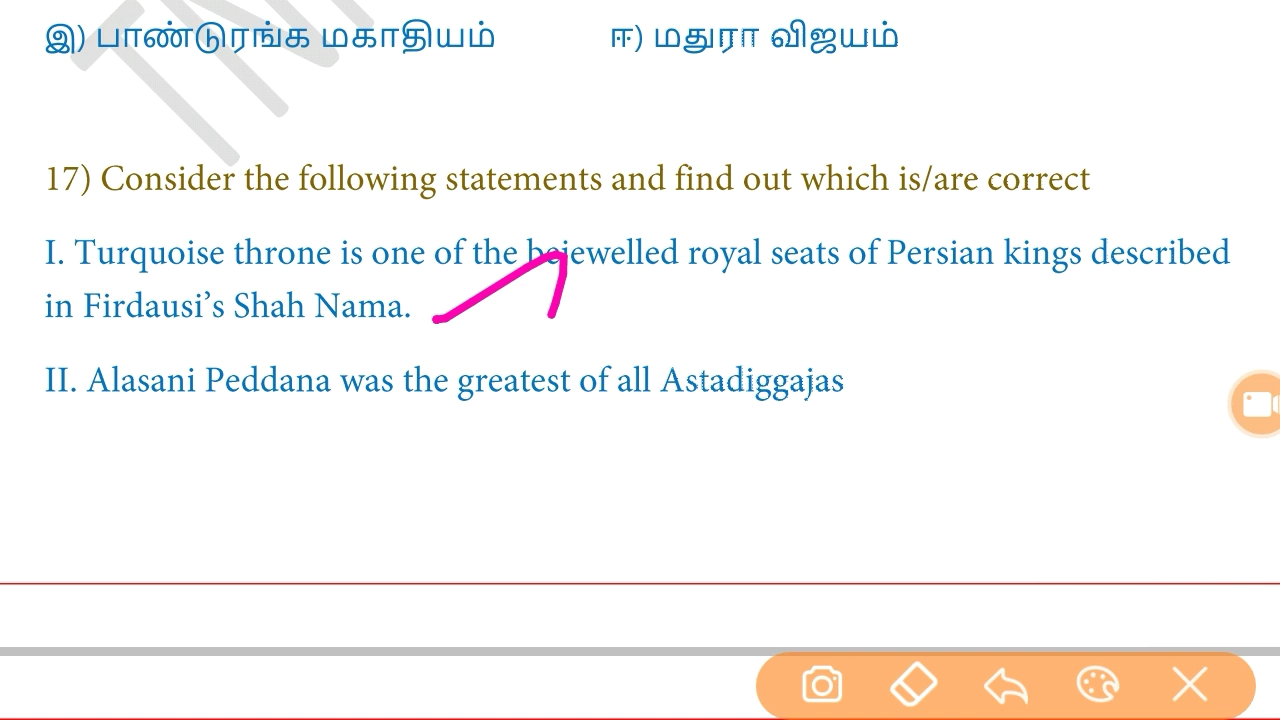 இ) பாண்டுரங்க மகாதியம் ஈ) மதுரா விஜயம்
17) Consider the following statements and find out which is/are correct
I. Turquoise throne is one of the bejewelled royal seats of Persian kings described
in Firdausi’s Shah Nama.
II. Alasani Peddana was the greatest of all Astadiggajas